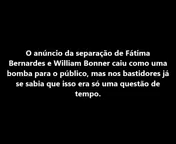 O anúncio da separação de Fátima
Bernardes e William Bonner caiu como uma
bomba para o público, mas nos bastidores já
se sabia que isso era só uma questão de
tempo.